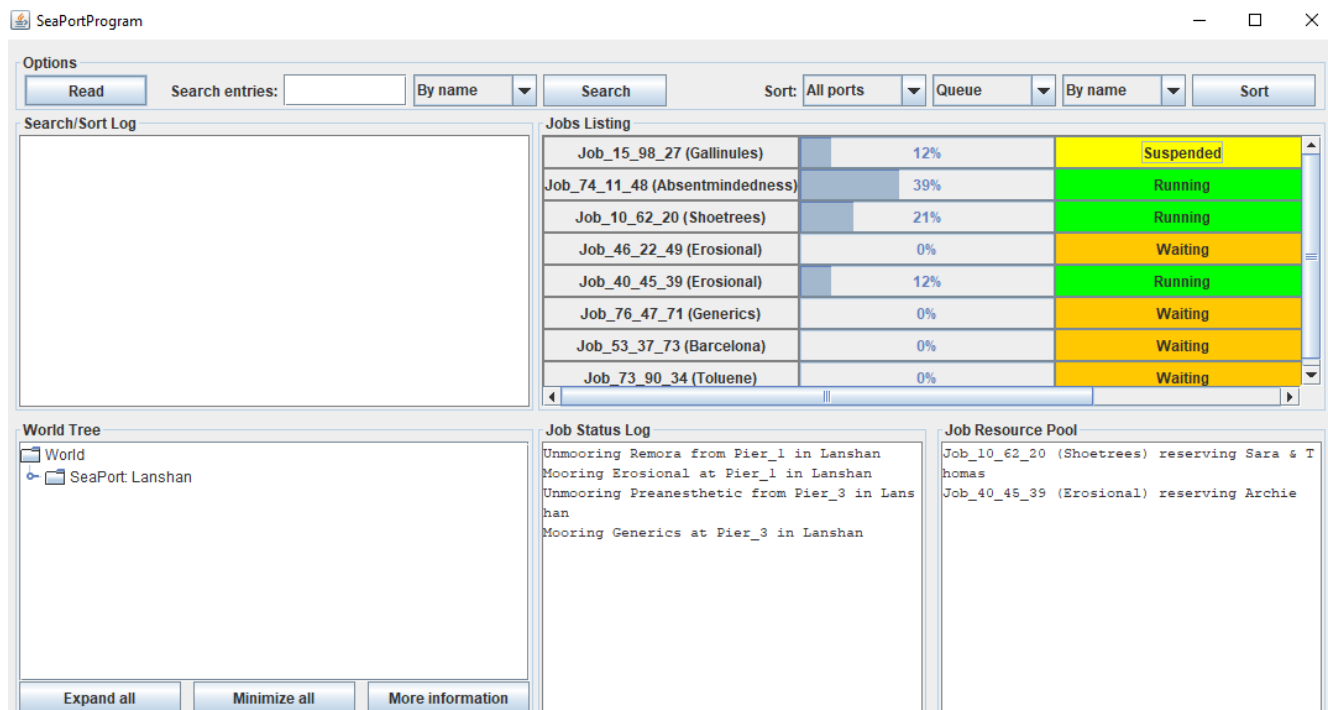 SeaPortProgram
Options
Read Search entries: By name Search Sort: All ports Queue By name Sort
Search/Sort Log
Jobs Listing
Job_15_98_27 (Gallinules) 12% Suspended
Job_74_11_48 (Absentmindedness) 39% Running
Job_10_62_20 (Shoetrees) 21% Running
Job_46_22_49 (Erosional) 0% Waiting
Job_40_45_39 (Erosional) 12% Running
Job_76_47_71 (Generics) 0% Waiting
Job_53_37_73 (Barcelona) 0% Waiting
Job_73_90_34 (Toluene) 0% Waiting
World Tree
World
SeaPort: Lanshan
Expand all Minimize all More information
Job Status Log
Unmooring Remora from Pier_1 in Lanshan
Mooring Erosional at Pier_1 in Lanshan
Unmooring Preanesthetic from Pier_3 in Lans
han
Mooring Generics at Pier_3 in Lanshan
Job Resource Pool
Job_10_62_20 (Shoetrees) reserving Sara & T
homas
Job_40_45_39 (Erosional) reserving Archie